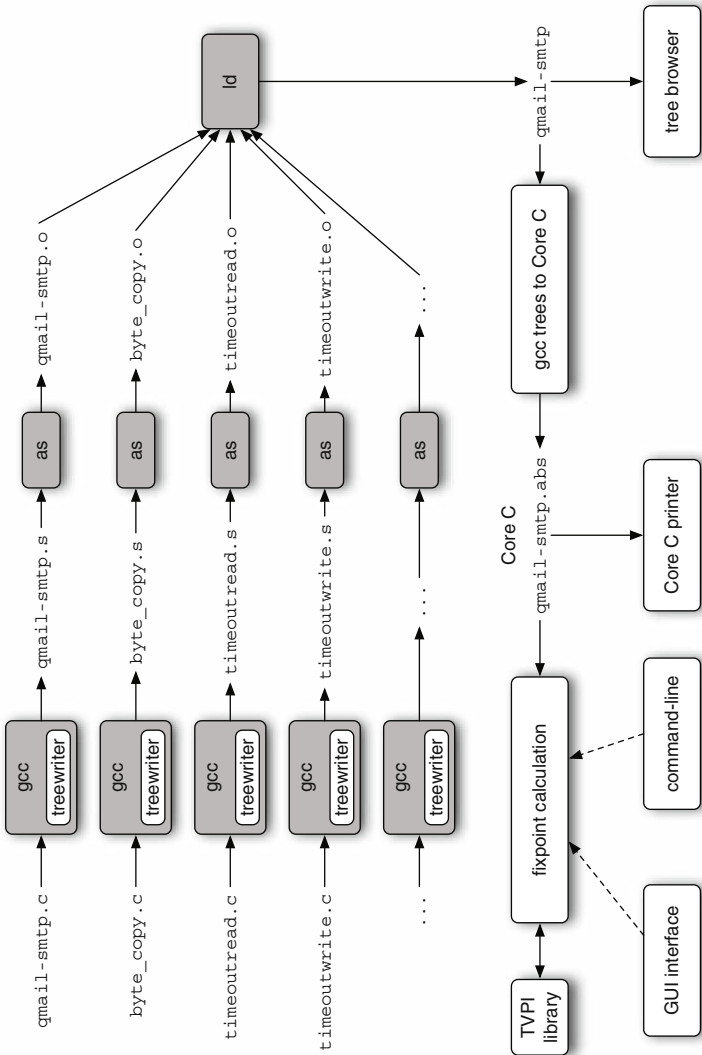 qmail-smtp.c
gcc
treewriter
qmail-smtp.s
as
qmail-smtp.o
byte_copy.c
gcc
treewriter
byte_copy.s
as
byte_copy.o
timeoutread.c
gcc
treewriter
timeoutread.s
as
timeoutread.o
ld
timeoutwrite.c
gcc
treewriter
timeoutwrite.s
as
timeoutwrite.o
...
gcc
treewriter
...
as
...
TVPI
library
fixpoint calculation
Core C
qmail-smtp.abs
gcc trees to Core C
qmail-smtp
GUI interface
command-line
Core C printer
tree browser